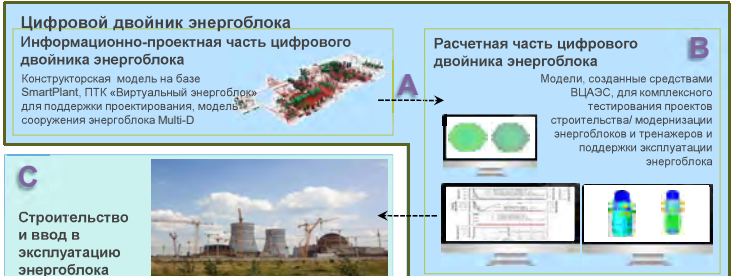 Цифровой двойник энергоблока
Информационно-проектная часть цифрового
двойника энергоблока
Конструкторская модель на базе
SmartPlant, ПТК «Виртуальный энергоблок»
для поддержки проектирования, модель
сооружения энергоблока Multi-D
A
B
Расчетная часть цифрового
двойника энергоблока
Модели, созданные средствами
ВЦАЭС, для комплексного
тестирования проектов
строительства/ модернизации
энергоблоков и тренажеров и
поддержки эксплуатации
энергоблока
C
Строительство
и ввод в
эксплуатацию
энергоблока